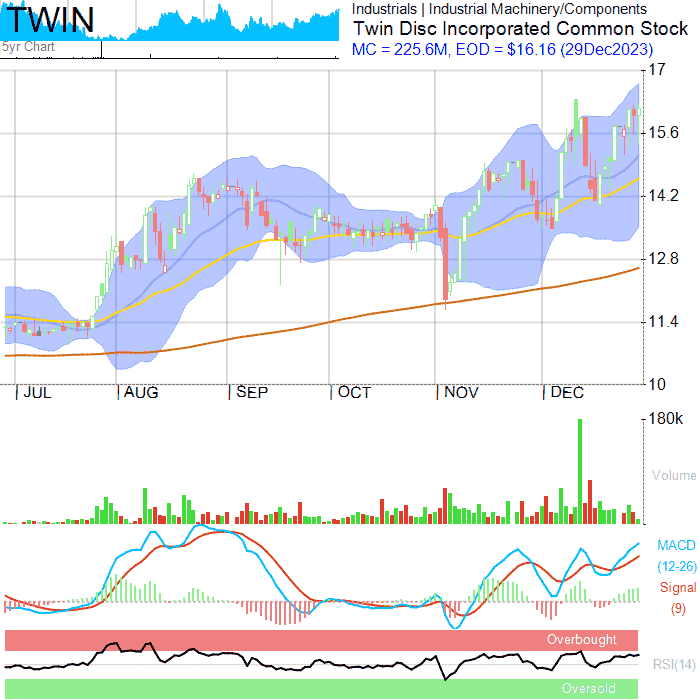 TWIN
5yr Chart
Industrials | Industrial Machinery/Components
Twin Disc Incorporated Common Stock
MC = 225.6M, EOD = $16.16 (29Dec2023)
17
15.6
14.2
12.8
11.4
10
JUL AUG SEP OCT NOV DEC
180k
Volume
MACD
(12-26)
Signal
(9)
Overbought
RSI(14)
Oversold